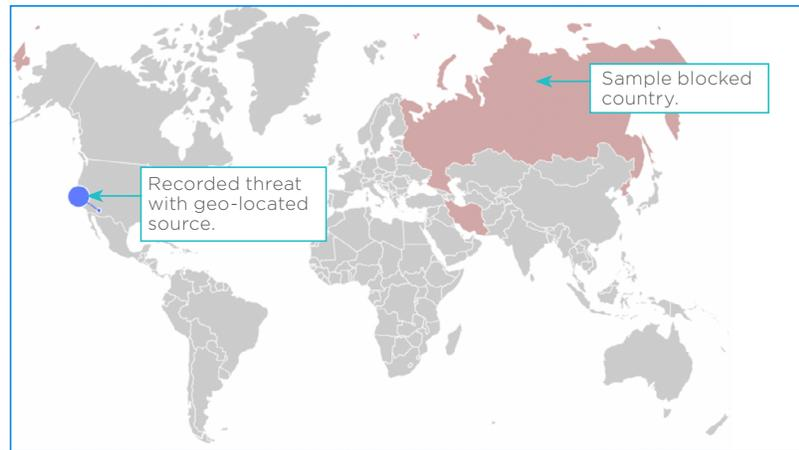 Sample blocked
country.
Recorded threat
with geo-located
source.